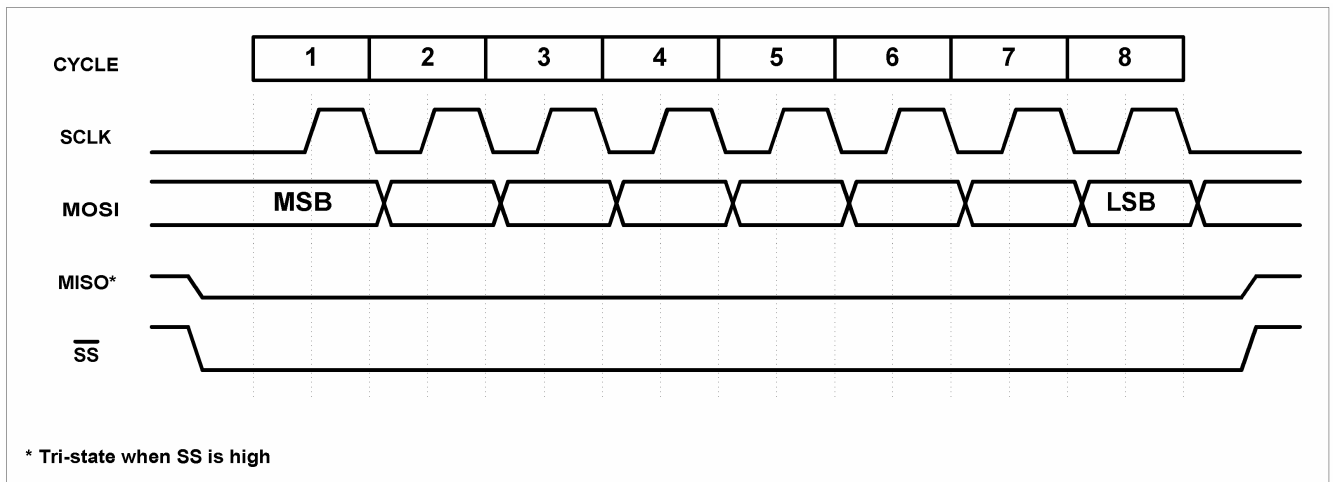 CYCLE 1 2 3 4 5 6 7 8
SCLK
MOSI MSB LSB
MISO*
SS
* Tri-state when SS is high